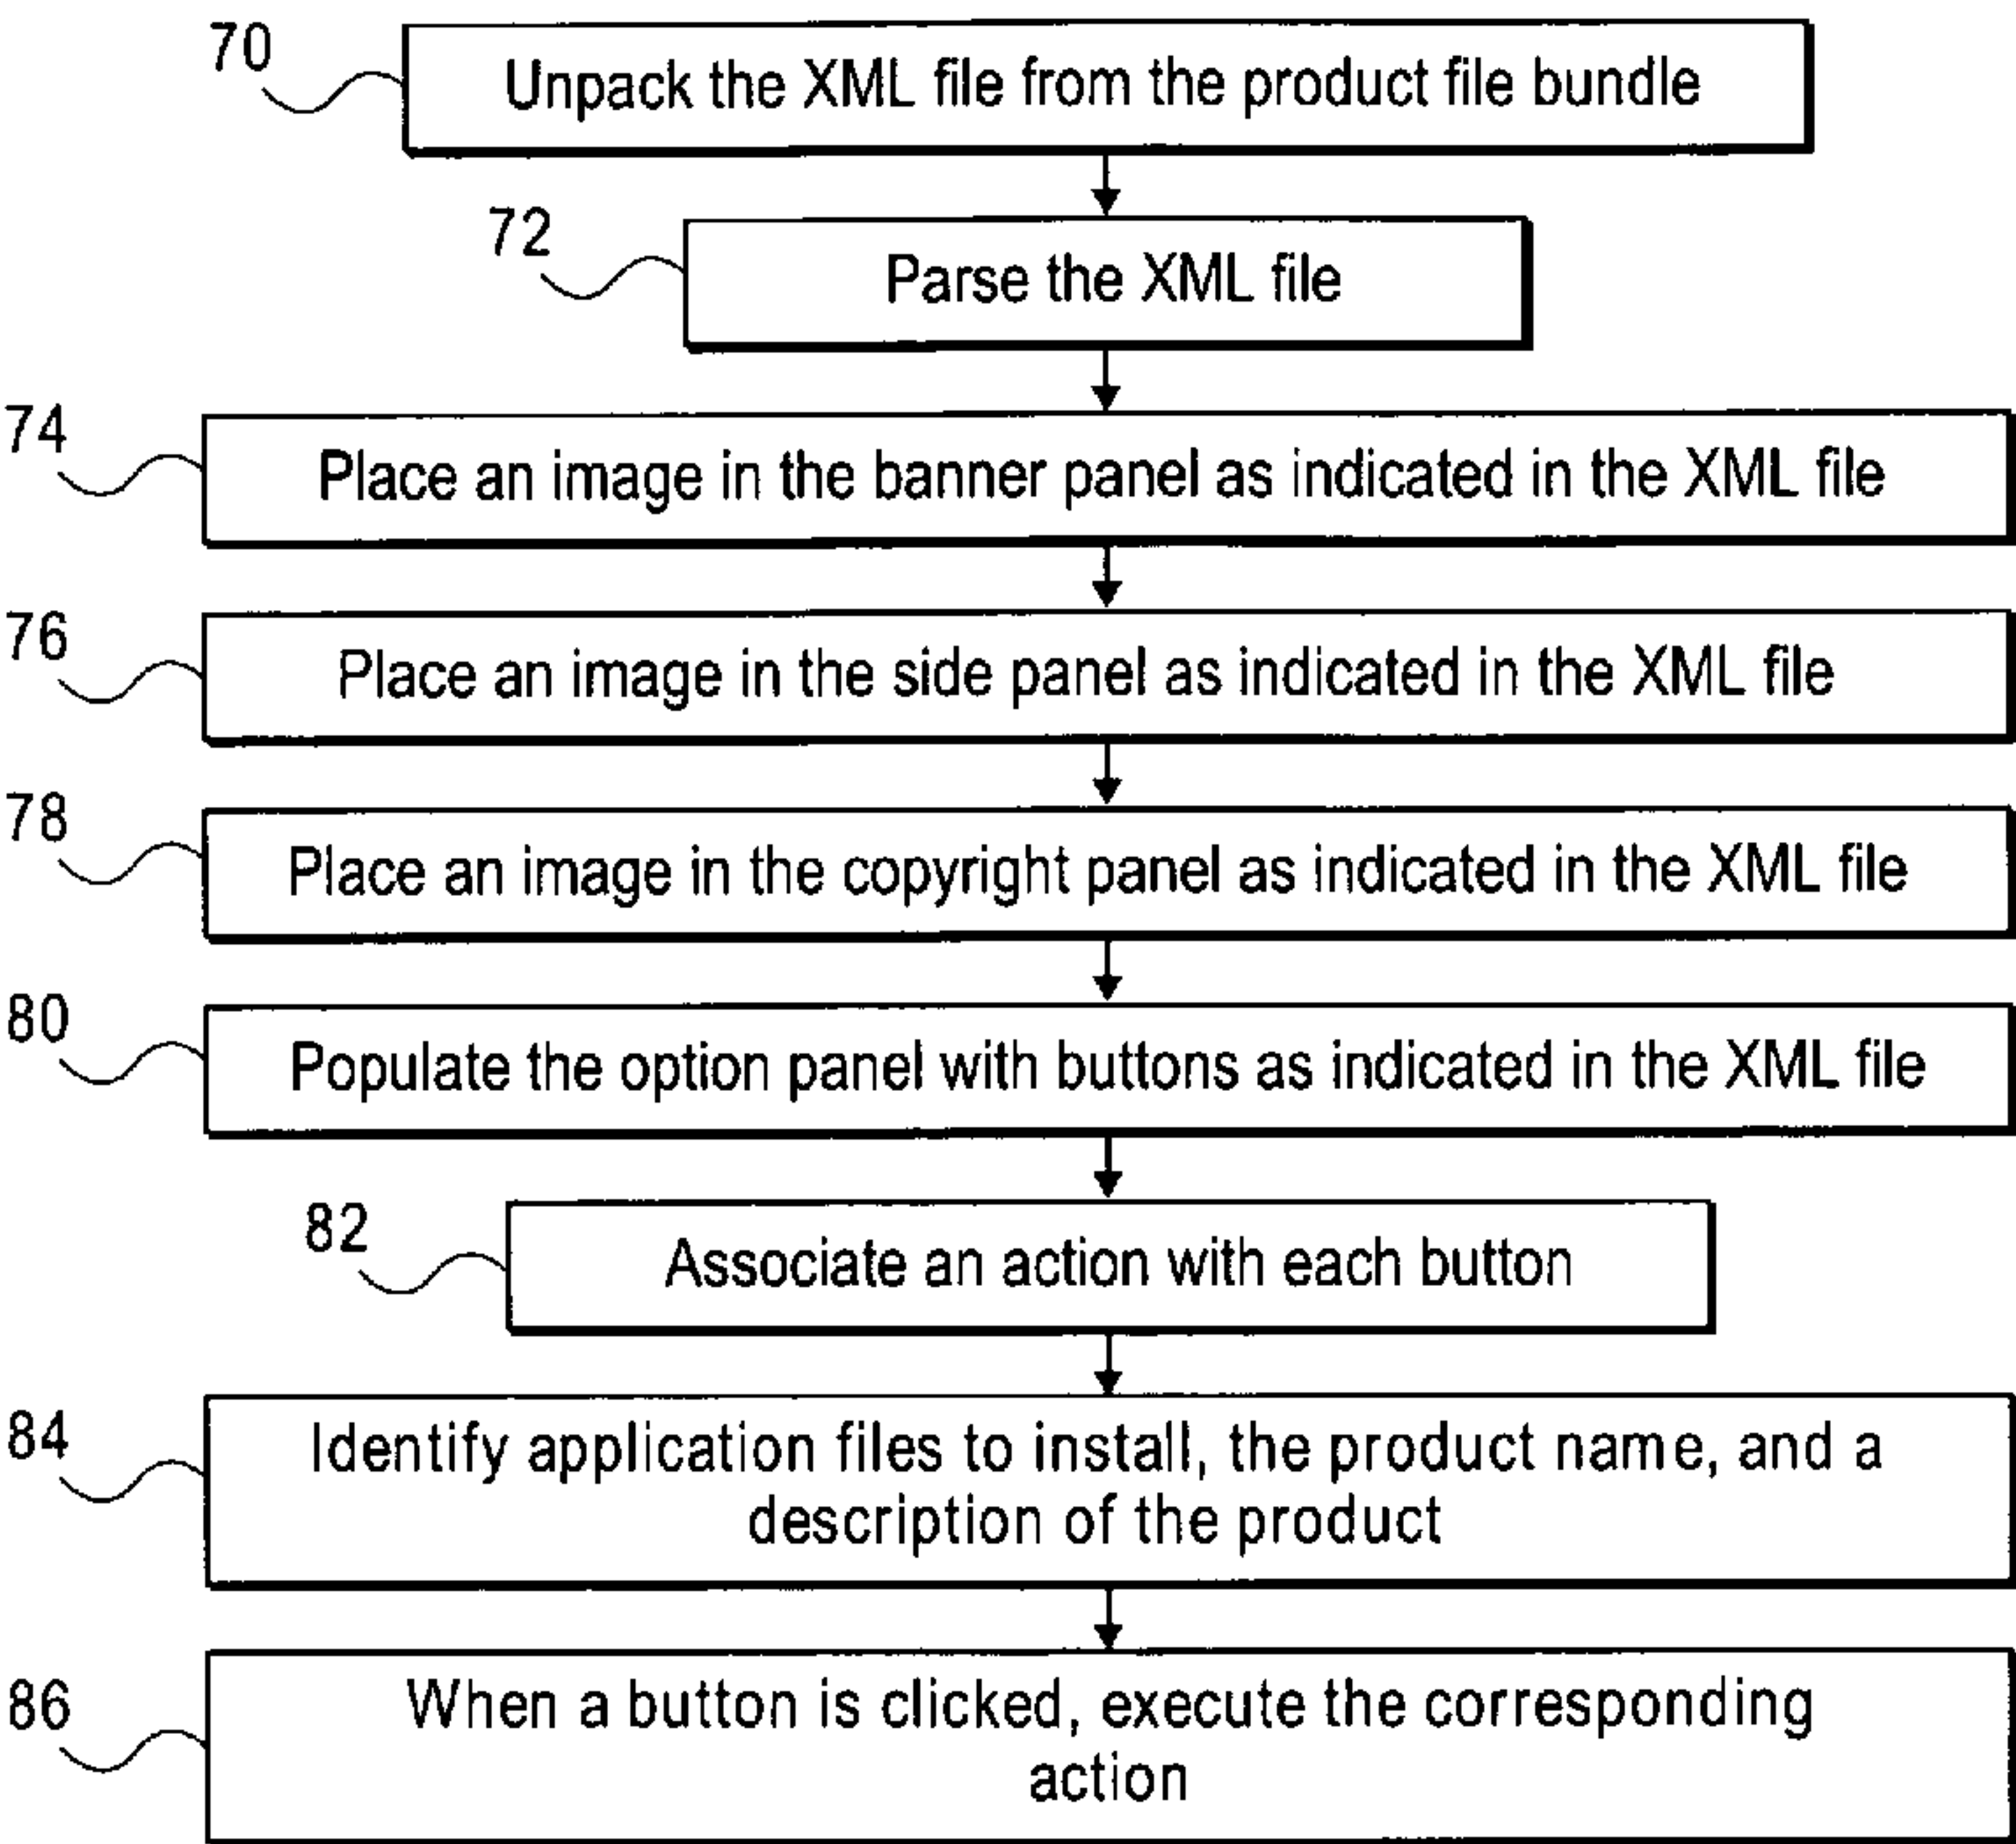 70
Unpack the XML file from the product file bundle
72
Parse the XML file
74
Place an image in the banner panel as indicated in the XML file
76
Place an image in the side panel as indicated in the XML file
78
Place an image in the copyright panel as indicated in the XML file
80
Populate the option panel with buttons as indicated in the XML file
82
Associate an action with each button
84
Identify application files to install, the product name, and a
description of the product
86
When a button is clicked, execute the corresponding
action